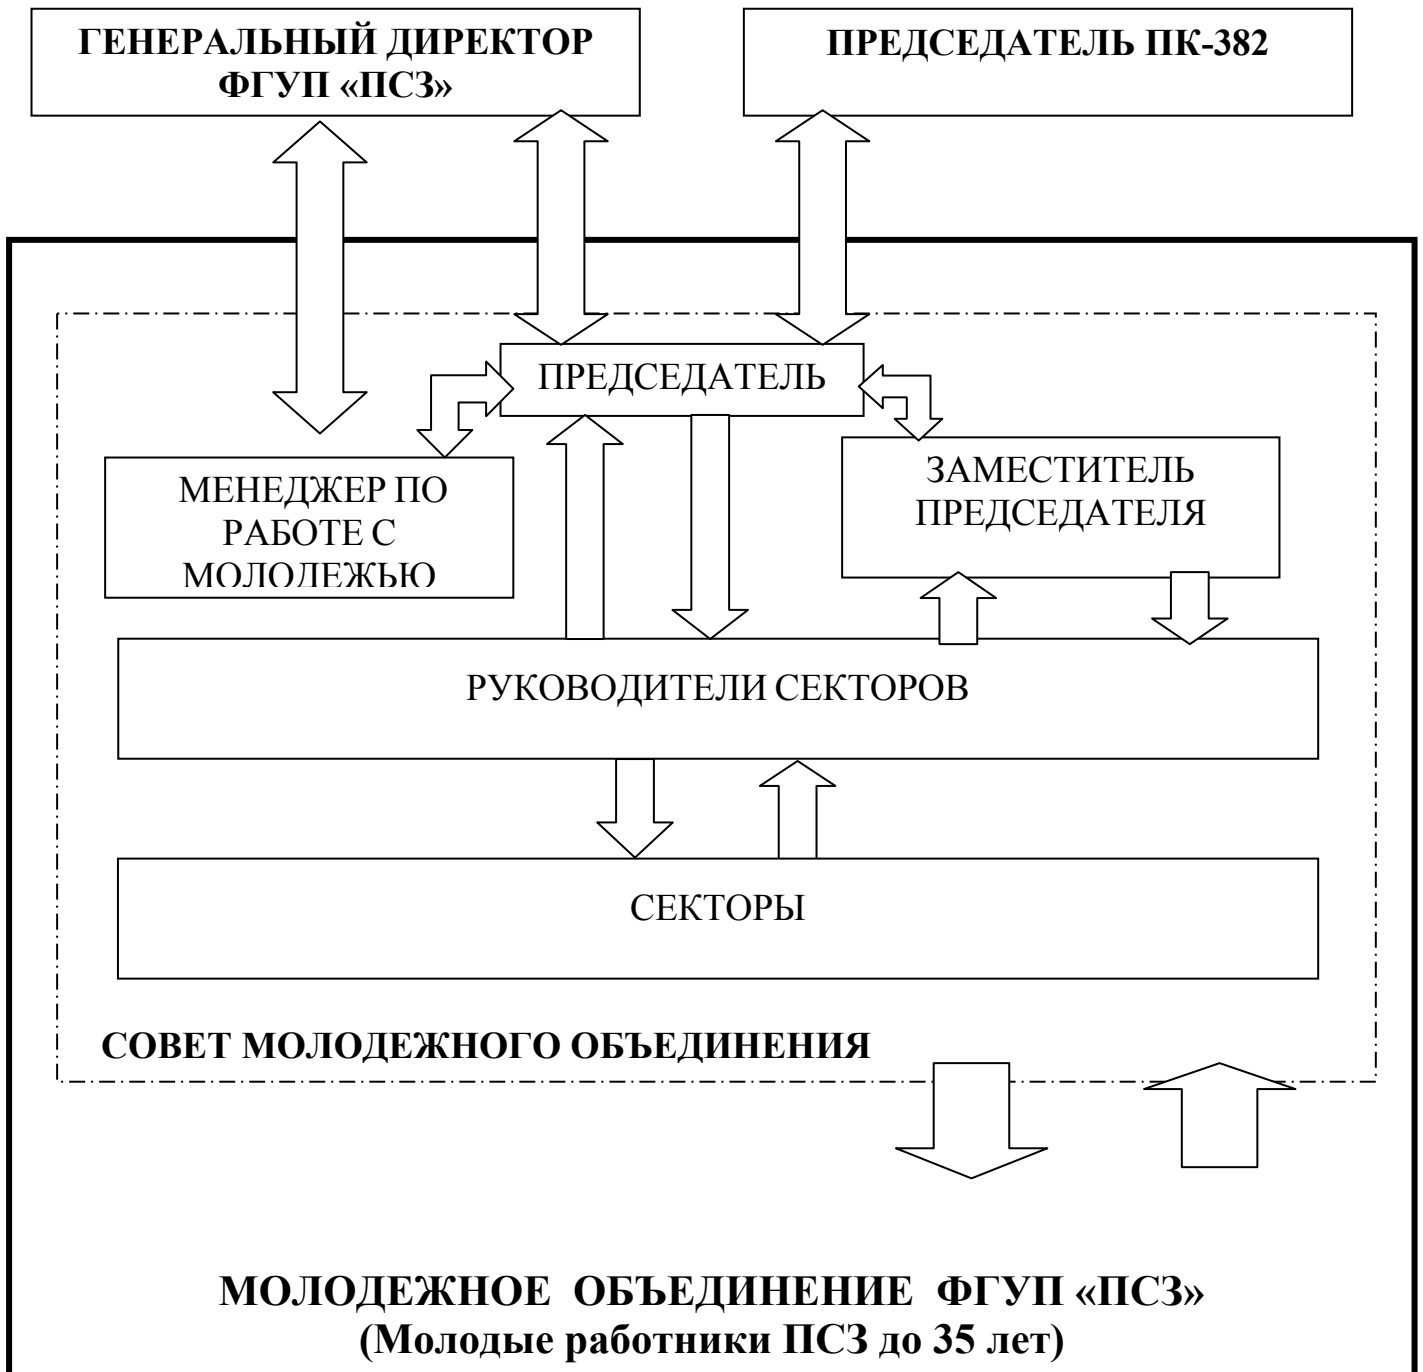 ГЕНЕРАЛЬНЫЙ ДИРЕКТОР
ФГУП «ПСЗ»
ПРЕДСЕДАТЕЛЬ ПК-382
ПРЕДСЕДАТЕЛЬ
МЕНЕДЖЕР ПО
РАБОТЕ С
МОЛОДЕЖЬЮ
ЗАМЕСТИТЕЛЬ
ПРЕДСЕДАТЕЛЯ
РУКОВОДИТЕЛИ СЕКТОРОВ
СЕКТОРЫ
СОВЕТ МОЛОДЕЖНОГО ОБЪЕДИНЕНИЯ
МОЛОДЕЖНОЕ ОБЪЕДИНЕНИЕ ФГУП «ПСЗ»
(Молодые работники ПСЗ до 35 лет)